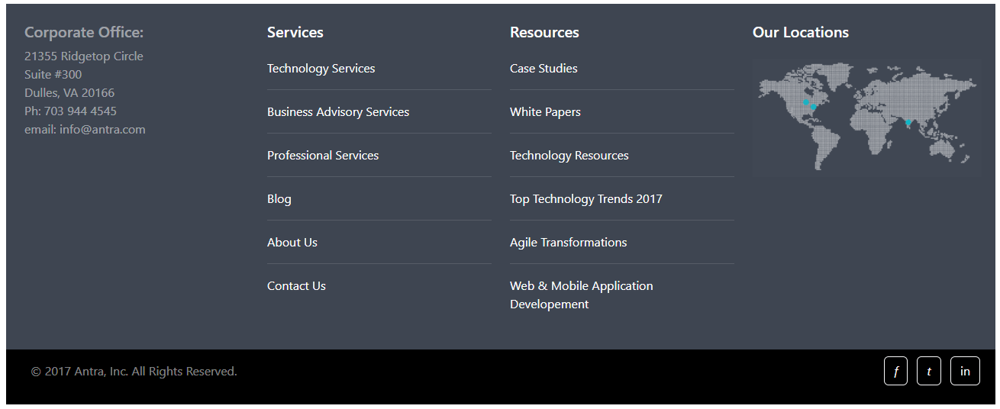 Corporate Office:
21355 Ridgetop Circle
Suite #300
Dulles, VA 20166
Ph: 703 944 4545
email: info@antra.com
Services
Technology Services
Business Advisory Services
Professional Services
Blog
About Us
Contact Us
Resources
Case Studies
White Papers
Technology Resources
Top Technology Trends 2017
Agile Transformations
Web & Mobile Application
Developement
Our Locations
© 2017 Antra, Inc. All Rights Reserved.
f t in